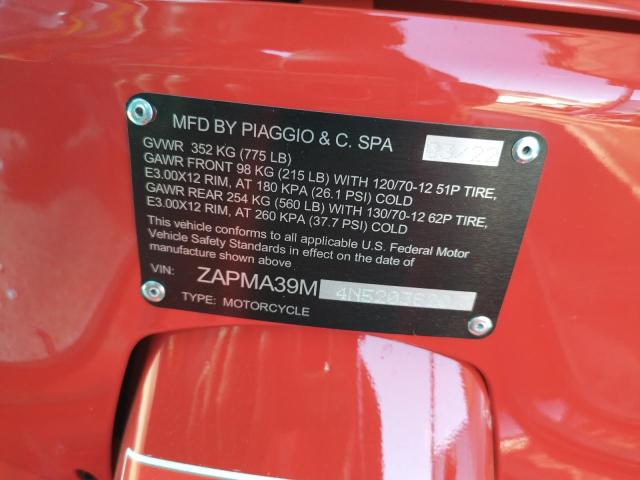 MFD BY PIAGGIO & C. SPA
GVWR 352 KG (775 LB)
GAWR FRONT 98 KG (215 LB) WITH 120/70-12 51P TIRE,
E3.00X12 RIM, AT 180 KPA (26.1 PSI) COLD
GAWR REAR 254 KG (560 LB) WITH 130/70-12 62P TIRE,
E3.00X12 RIM, AT 260 KPA (37.7 PSI) COLD
This vehicle conforms to all applicable U.S. Federal Motor
Vehicle Safety Standards in effect on the date of
manufacture shown above
VIN: ZAPMA39M
TYPE: MOTORCYCLE